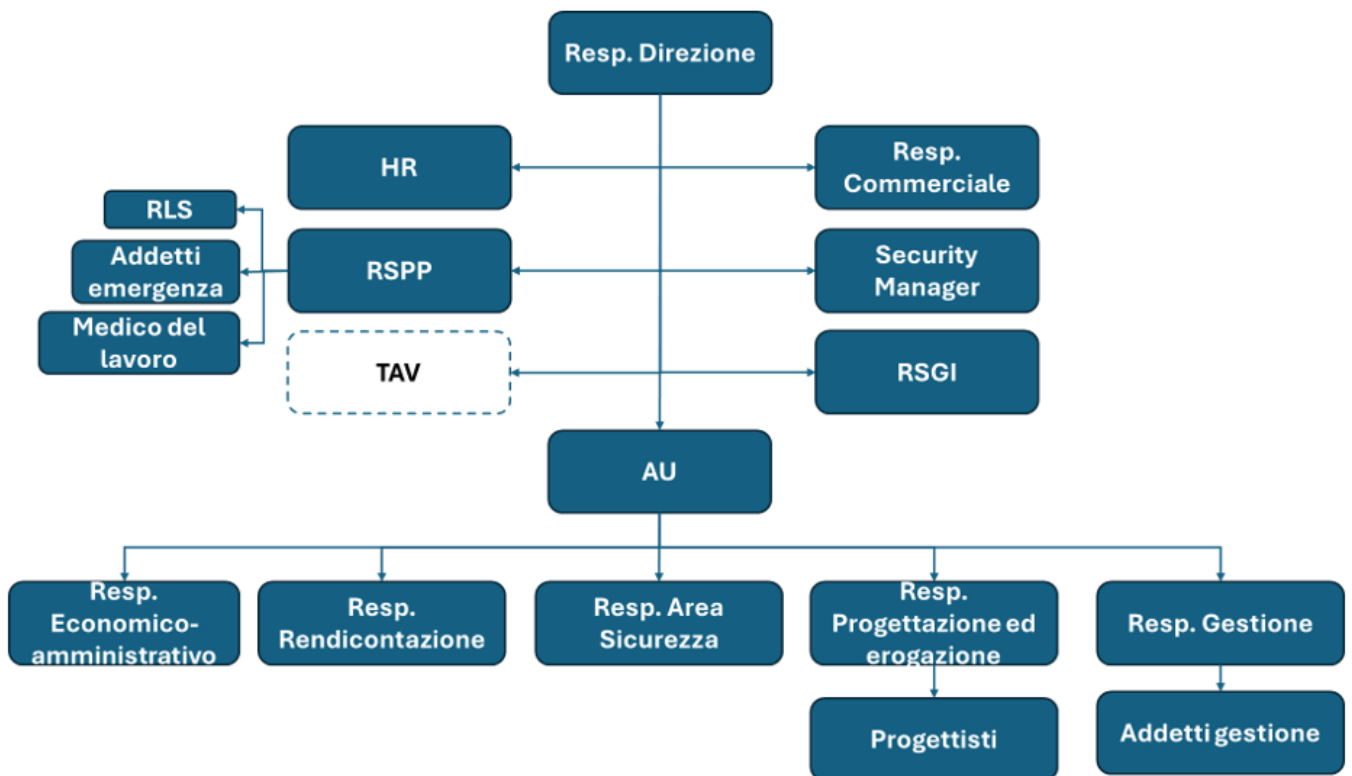 Resp. Direzione
HR
Resp.
Commerciale
RLS
Addetti
emergenza
Medico del
lavoro
RSPP
Security
Manager
TAV
RSGI
AU
Resp.
Economico-
amministrativo
Resp.
Rendicontazione
Resp. Area
Sicurezza
Resp.
Progettazione ed
erogazione
Resp. Gestione
Progettisti
Addetti gestione